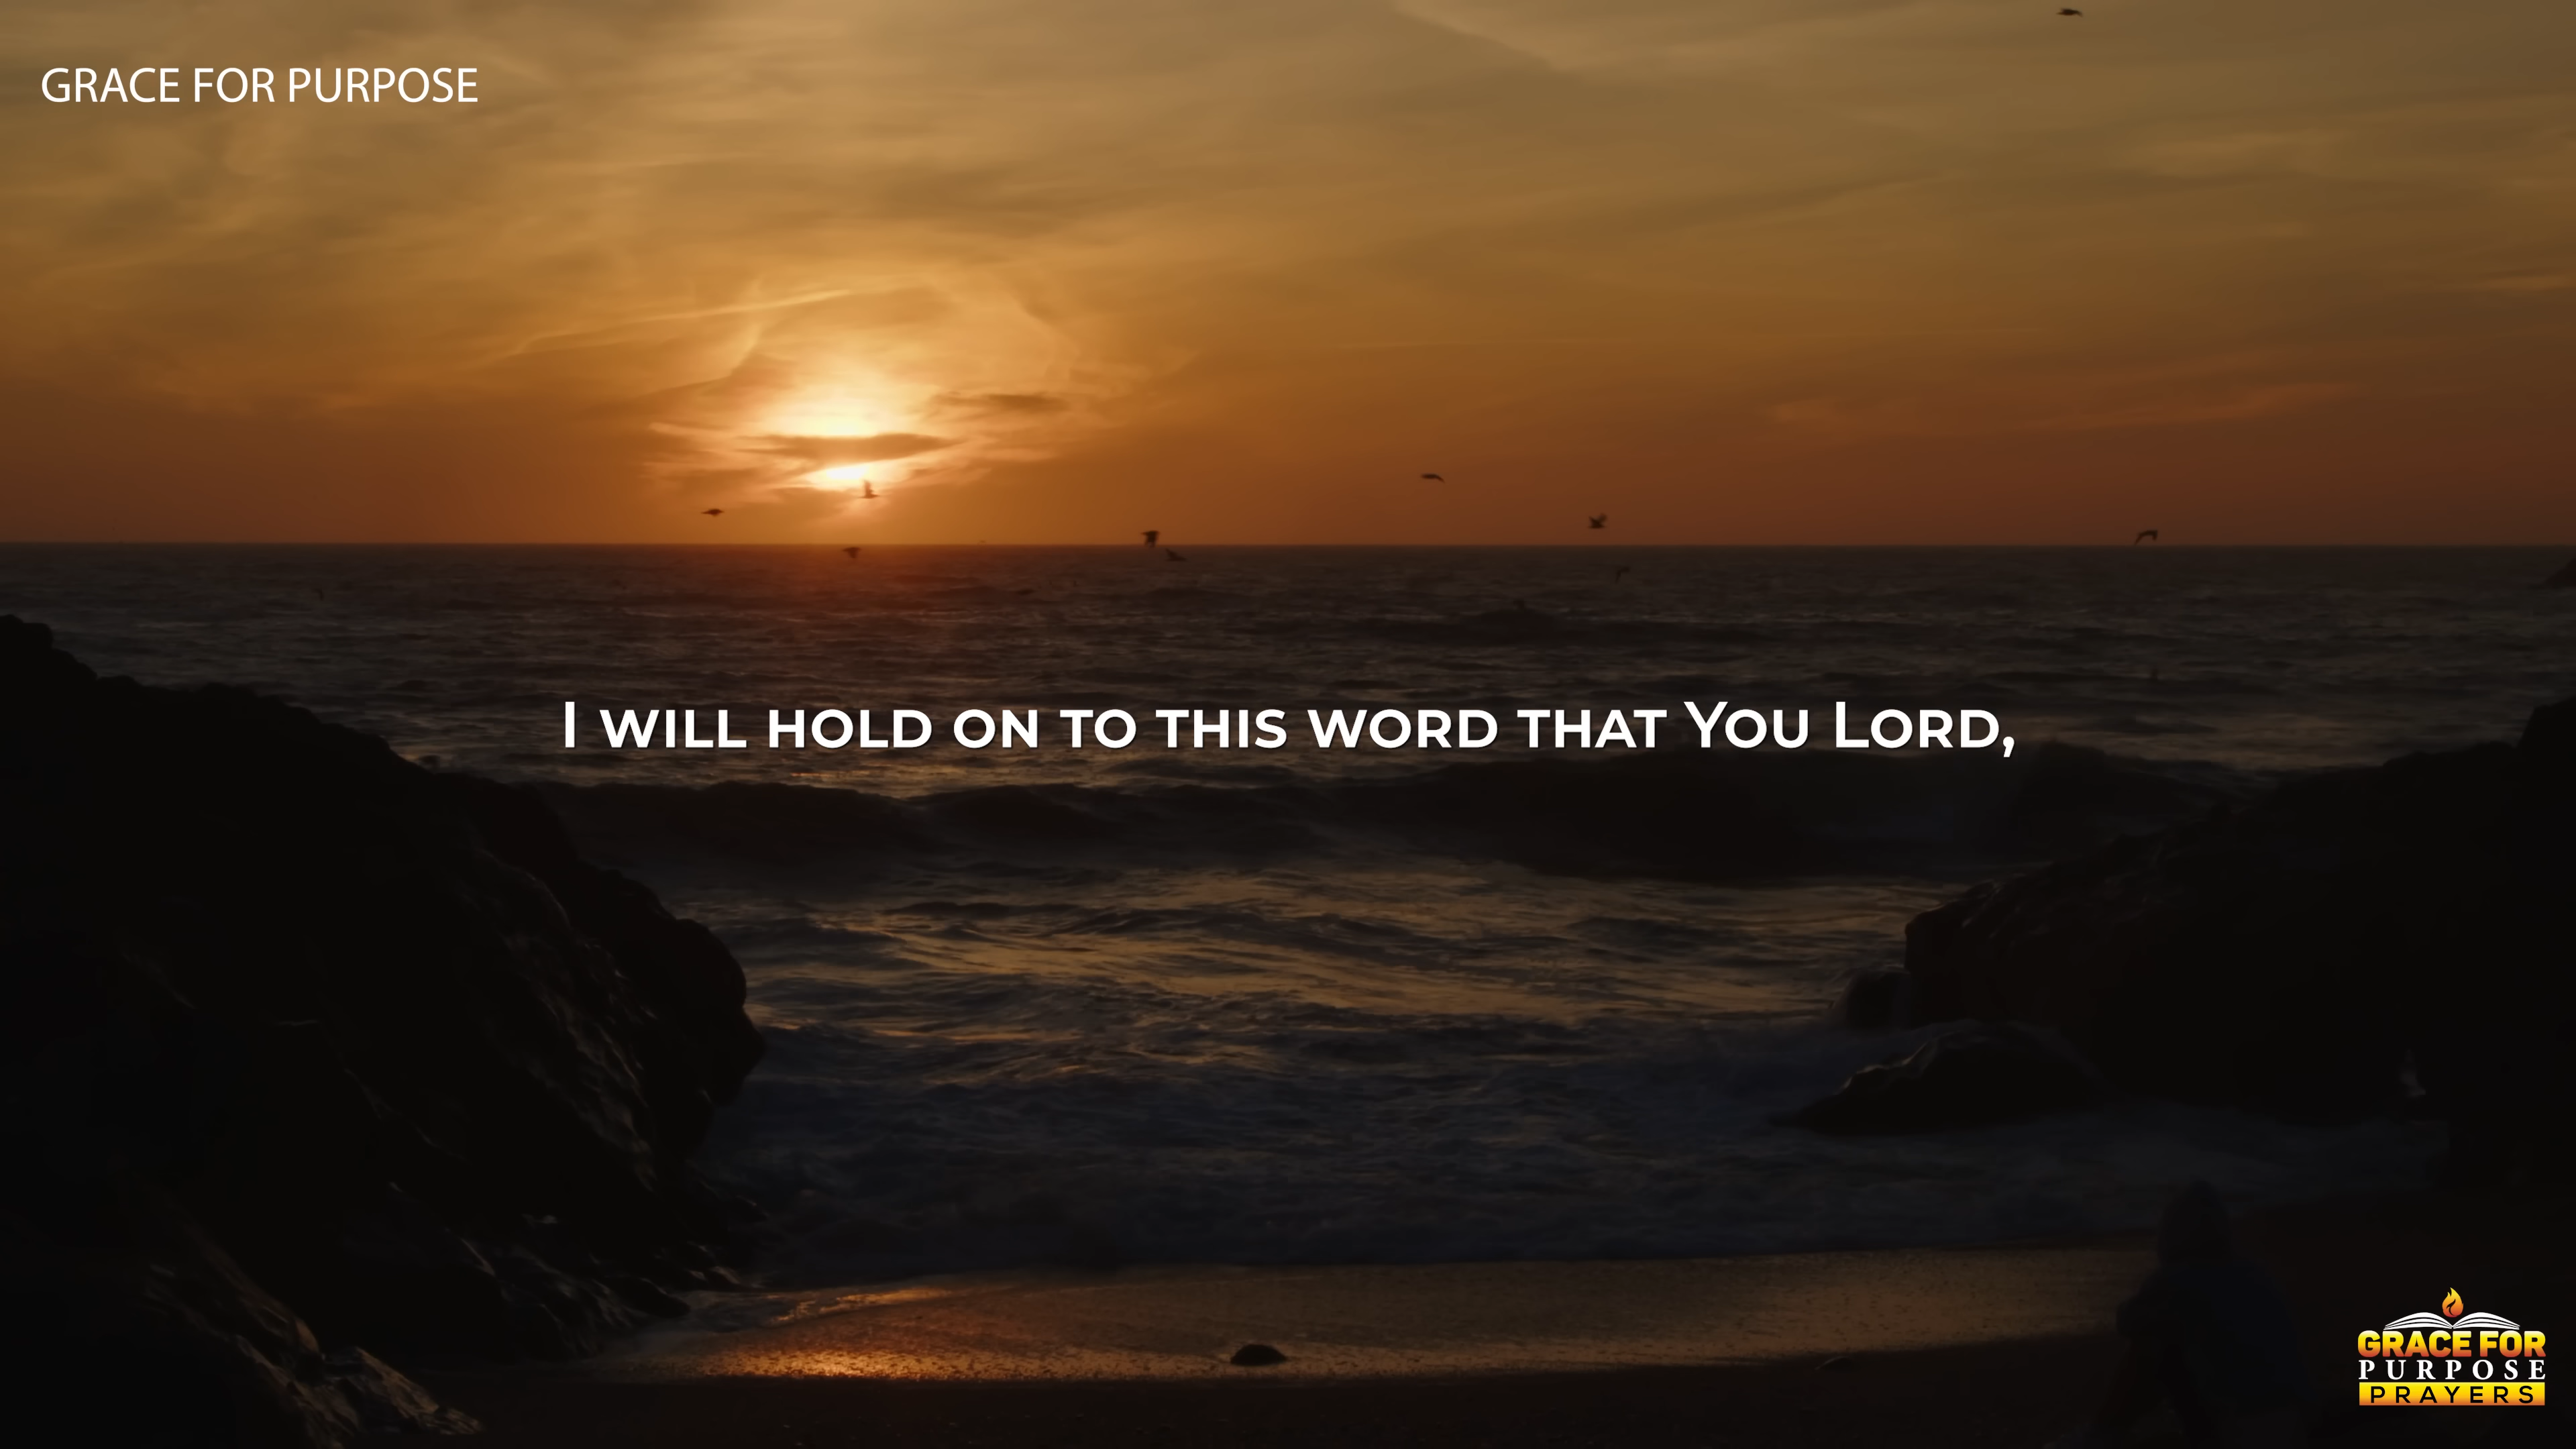 GRACE FOR PURPOSE
I WILL HOLD ON TO THIS WORD THAT YOU LORD,
GRACE FOR
PURPOSE
PRAYERS